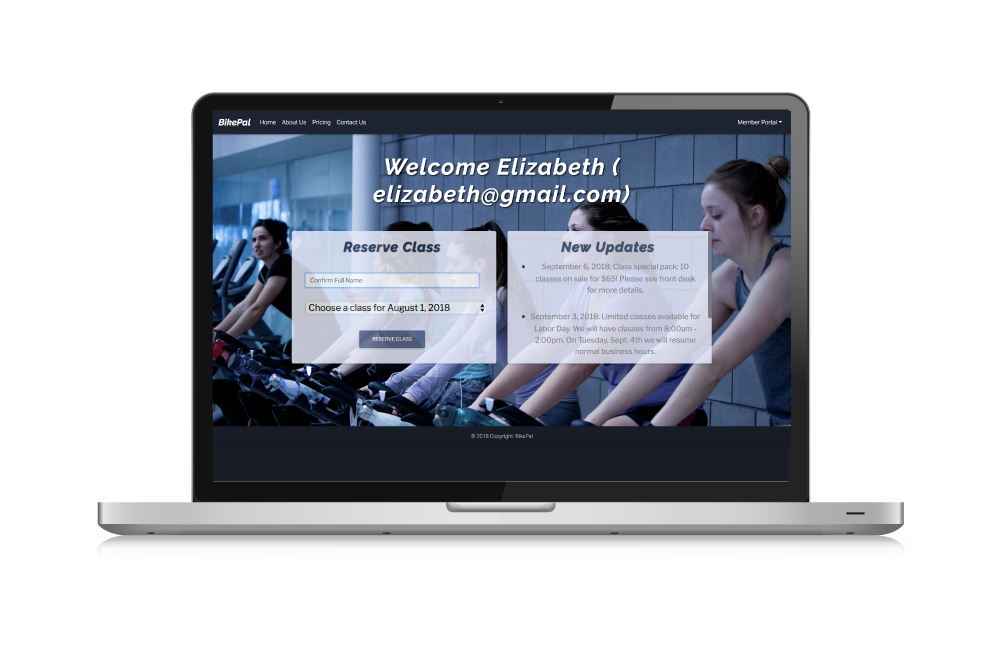 BikePal Home About Us Pricing Contact Us Member Portal
Welcome Elizabeth (
elizabeth@gmail.com)
Reserve Class
Confirm Full Name
Choose a class for August 1, 2018
RESERVE CLASS
New Updates
• September 6, 2018: Class special pack: 10
classes on sale for $65! Please see front desk
for more details.
• September 3, 2018: Limited classes available for
Labor Day. We will have classes from 8:00am -
2:00pm. On Tuesday, Sept. 4th we will resume
normal business hours.
© 2018 Copyright: BikePal